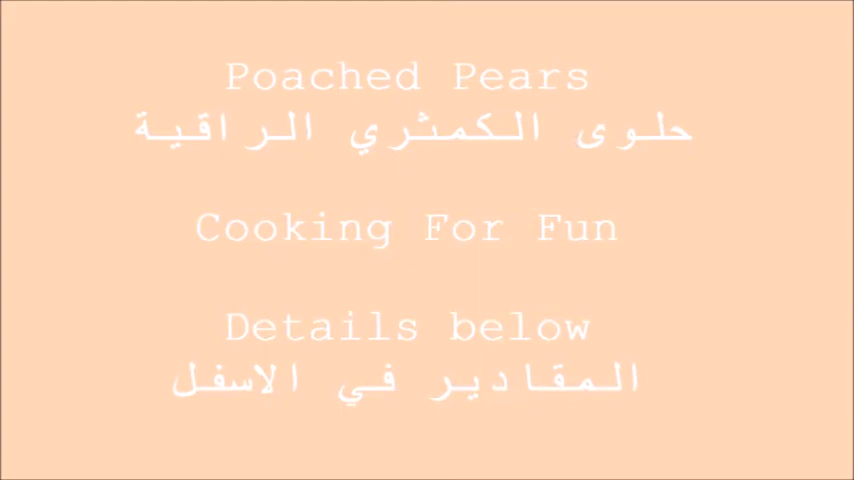 Poached Pears
حلوى الكمثري الراقية
Cooking For Fun
Details below
المقادير في الاسفل